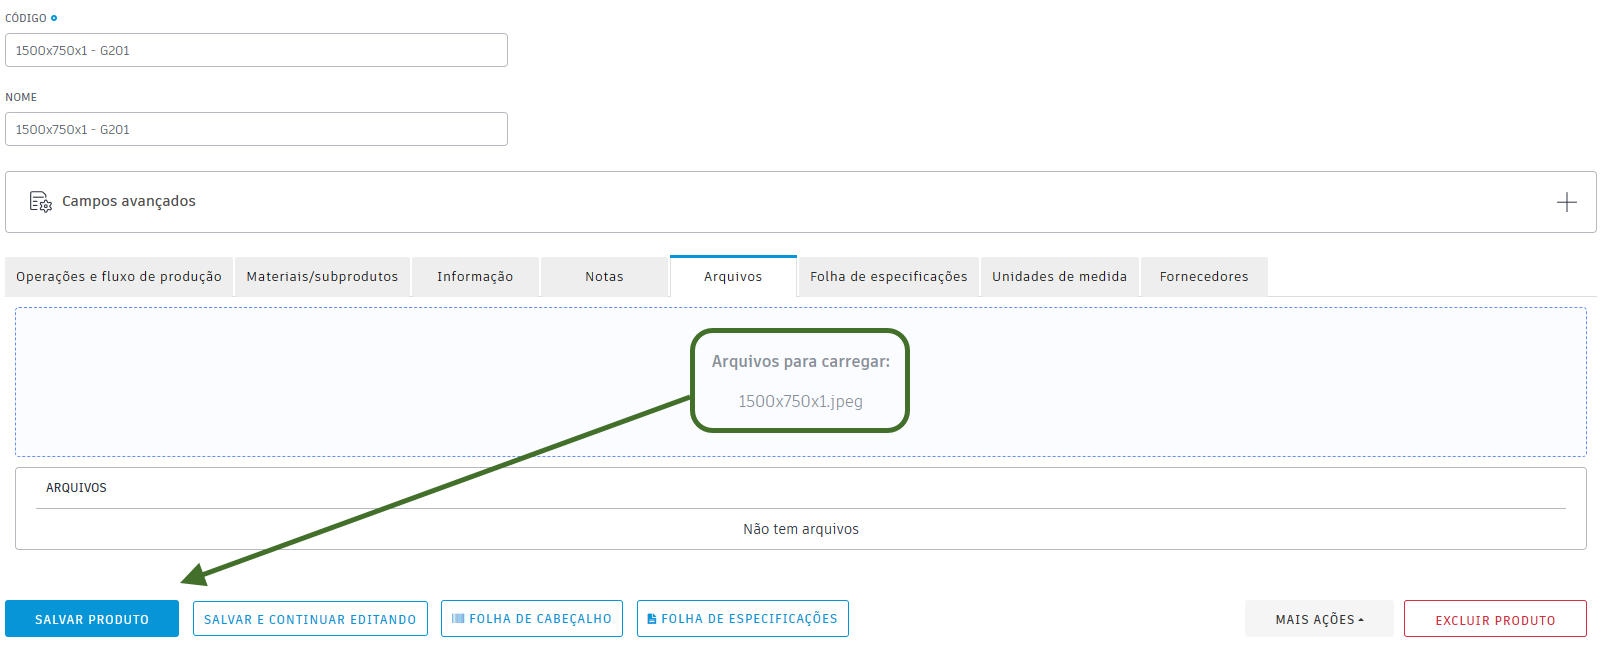 CÓDIGO
1500x750x1 - G201
NOME
1500x750x1 - G201
Campos avançados
Operações e fluxo de produção
Materiais/subprodutos
Informação
Notas
Arquivos
Folha de especificações
Unidades de medida
Fornecedores
Arquivos para carregar:
1500x750x1.jpeg
ARQUIVOS
Não tem arquivos
SALVAR PRODUTO
SALVAR E CONTINUAR EDITANDO
FOLHA DE CABEÇALHO
FOLHA DE ESPECIFICAÇÕES
MAIS AÇÕES
EXCLUIR PRODUTO